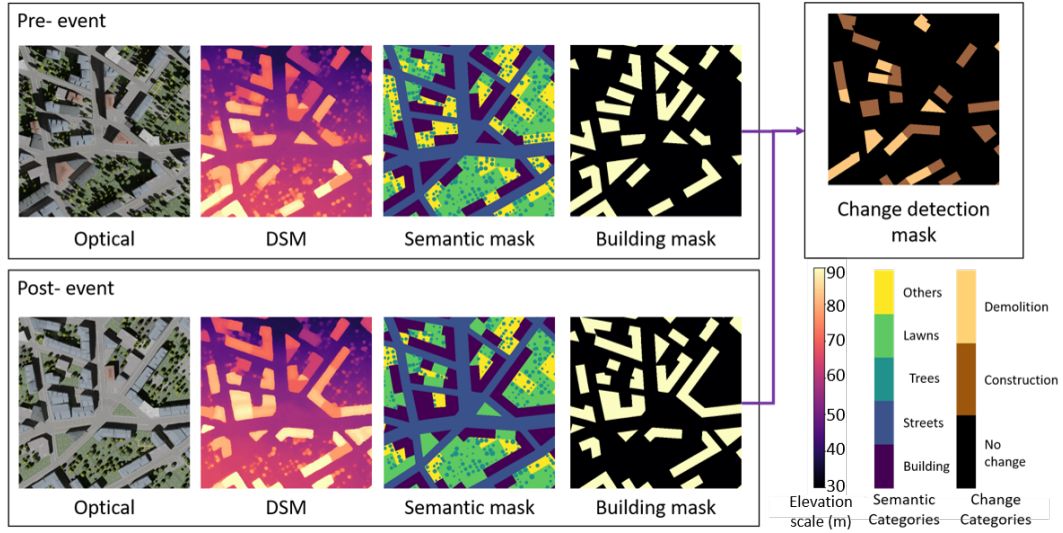 Pre- event
Optical
DSM
Semantic mask
Building mask
Change detection
mask
Post- event
Optical
DSM
Semantic mask
Building mask
90
80
70
60
50
40
30
Elevation
scale (m)
Others
Lawns
Trees
Streets
Building
Semantic
Categories
Demolition
Construction
No
change
Change
Categories